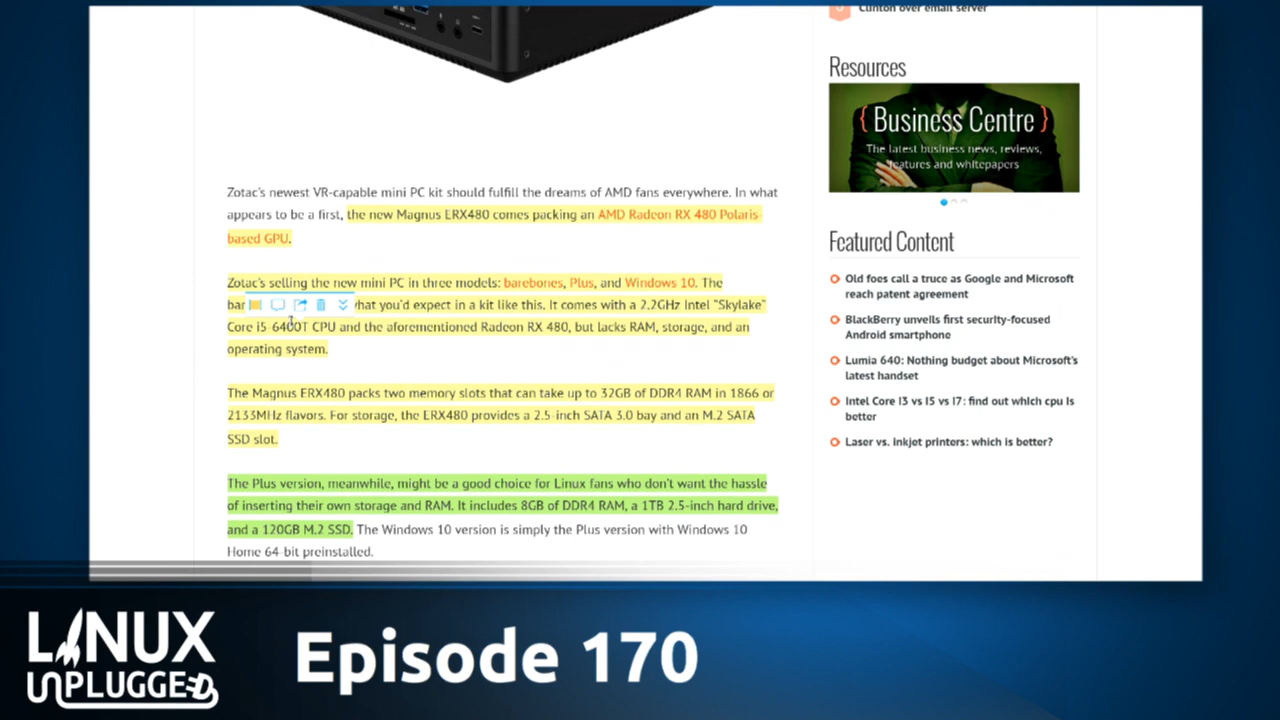 Clinton over email server
Resources
{ Business Centre }
The latest business news, reviews,
features and whitepapers
Zotac's newest VR-capable mini PC kit should fulfill the dreams of AMD fans everywhere. In what
appears to be a first, the new Magnus ERX480 comes packing an AMD Radeon RX 480 Polaris-
based GPU.
Zotac's selling the new mini PC in three models: barebones, Plus, and Windows 10. The
what you'd expect in a kit like this. It comes with a 2.2GHz Intel "Skylake"
Core i5-6400T CPU and the aforementioned Radeon RX 480, but lacks RAM, storage, and an
operating system.
The Magnus ERX480 packs two memory slots that can take up to 32GB of DDR4 RAM in 1866 or
2133MHz flavors. For storage, the ERX480 provides a 2.5-inch SATA 3.0 bay and an M.2 SATA
SSD slot.
The Plus version, meanwhile, might be a good choice for Linux fans who don't want the hassle
of inserting their own storage and RAM. It includes 8GB of DDR4 RAM, a 1TB 2.5-inch hard drive,
and a 120GB M.2 SSD. The Windows 10 version is simply the Plus version with Windows 10
Home 64-bit preinstalled.
Featured Content
Old foes call a truce as Google and Microsoft
reach patent agreement
BlackBerry unveils first security-focused
Android smartphone
Lumia 640: Nothing budget about Microsoft's
latest handset
Intel Core i3 vs i5 vs i7: find out which cpu is
better
Laser vs. inkjet printers: which is better?
LINUX
UNPLUGGED
Episode 170